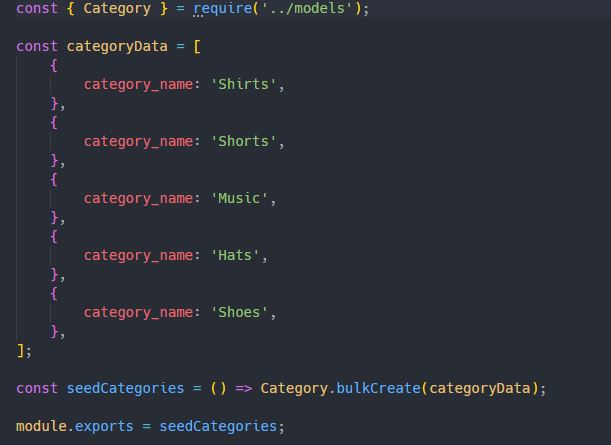 const { Category } = require('../models');
const categoryData = [
{
category_name: 'Shirts',
},
{
category_name: 'Shorts',
},
{
category_name: 'Music',
},
{
category_name: 'Hats',
},
{
category_name: 'Shoes',
},
];
const seedCategories = () => Category.bulkCreate(categoryData);
module.exports = seedCategories;